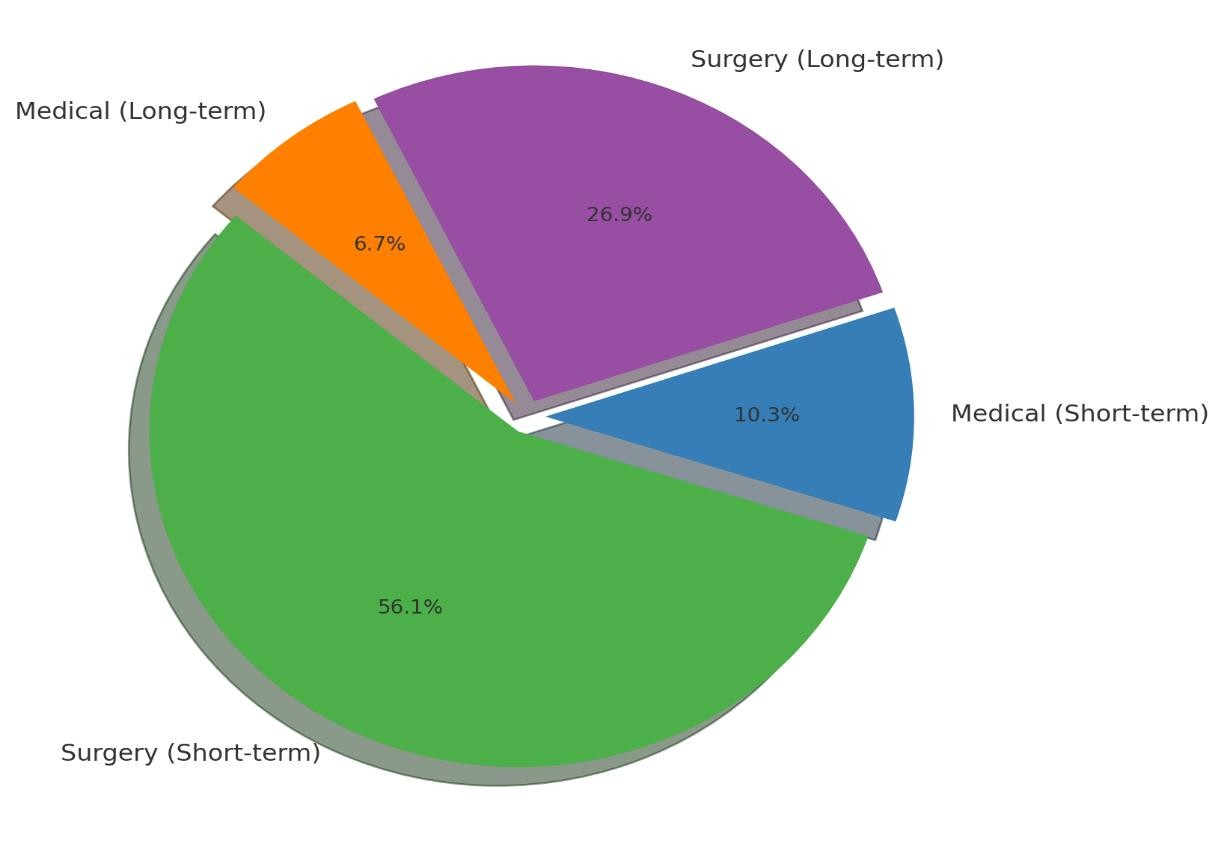 Surgery (Long-term)
Medical (Long-term)
26.9%
6.7%
Medical (Short-term)
10.3%
56.1%
Surgery (Short-term)